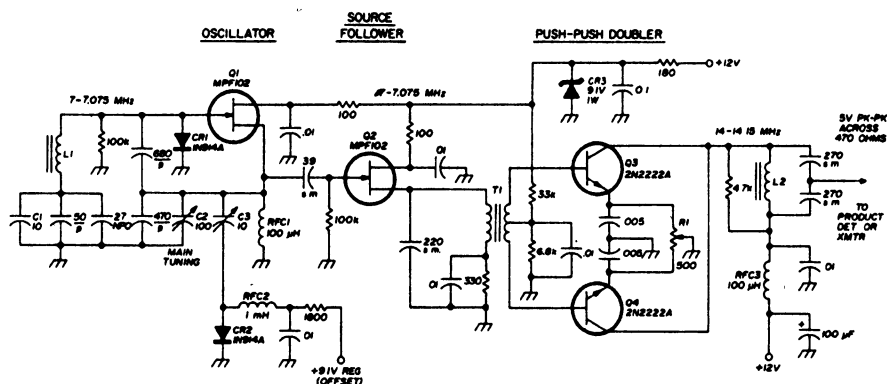 OSCILLATOR
SOURCE
FOLLOWER
PUSH-PUSH DOUBLER
Q1
MPF102
7-7.075 MHz
L1
100k
680
p
CR1
IN914A
.01
100
7-7.075 MHz
Q2
MPF102
100
.01
CR3
9.1V
1W
0.1
180
+12V
14-14.15 MHz
5V PK-PK
ACROSS
470 OHMS
Q3
2N2222A
39
s m
C1
10
50
p
27
NPO
470
p
C2
100
C3
10
MAIN
TUNING
RFC1
100 µH
100k
220
s m.
.01
330
T1
33k
6.8k
.01
.005
.005
R1
500
4.7k
L2
270
s m
270
s m
TO
PRODUCT
DET OR
XMTR
RFC2
1 mH
1800
CR2
IN914A
.01
+9.1V REG
(OFFSET)
Q4
2N2222A
RFC3
100 µH
.01
+
100 µF
+12V